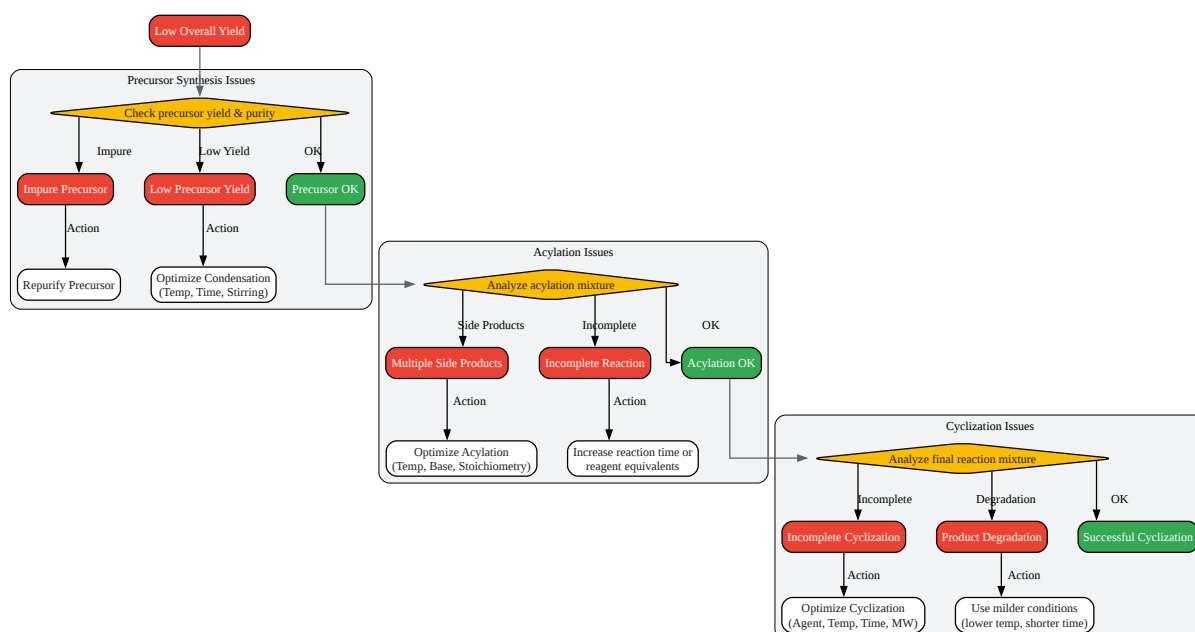 Low Overall Yield
Precursor Synthesis Issues
Check precursor yield & purity
Impure
Low Yield
OK
Impure Precursor
Low Precursor Yield
Precursor OK
Action
Action
Repurify Precursor
Optimize Condensation
(Temp, Time, Stirring)
Acylation Issues
Analyze acylation mixture
Side Products
Incomplete
OK
Multiple Side Products
Incomplete Reaction
Acylation OK
Action
Action
Optimize Acylation
(Temp, Base, Stoichiometry)
Increase reaction time or
reagent equivalents
Cyclization Issues
Analyze final reaction mixture
Incomplete
Degradation
OK
Incomplete Cyclization
Product Degradation
Successful Cyclization
Action
Action
Optimize Cyclization
(Agent, Temp, Time, MW)
Use milder conditions
(lower temp, shorter time)